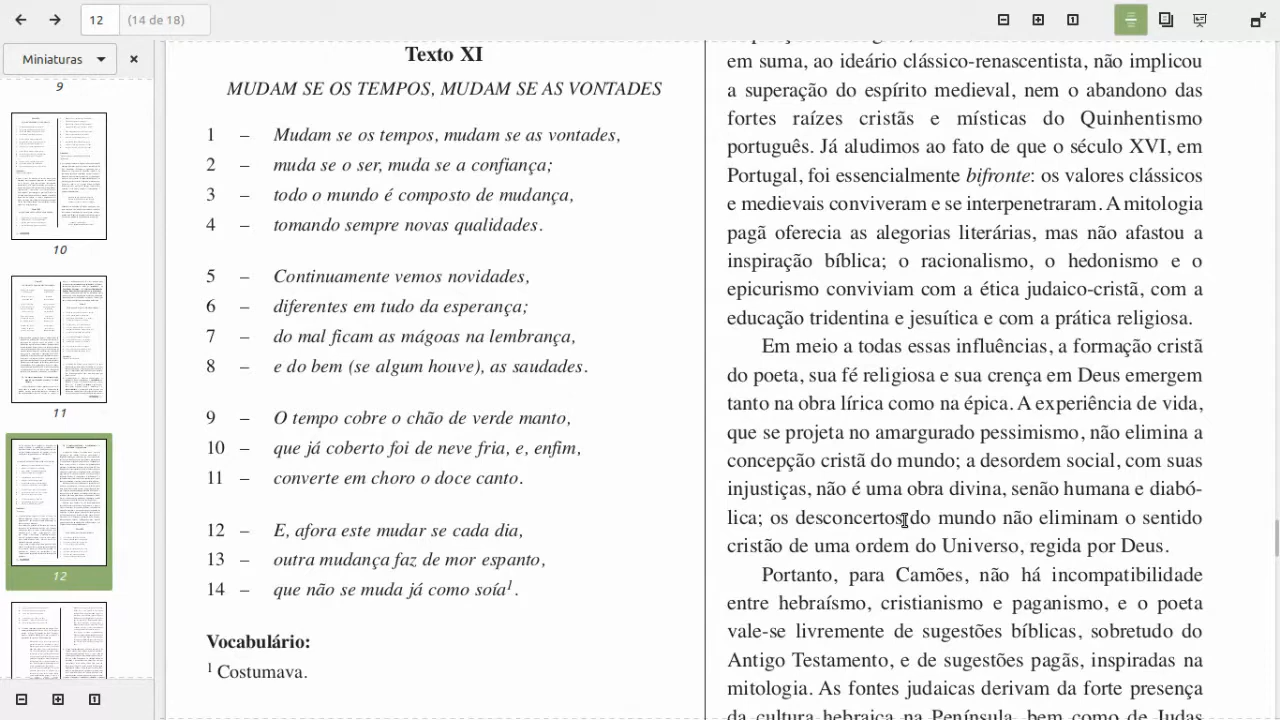 12
(14 de 18)
Miniaturas
9
10
11
12
Texto XI
MUDAM SE OS TEMPOS, MUDAM SE AS VONTADES
1 – Mudam se os tempos, mudam se as vontades,
2 – muda se o ser, muda se a confiança;
3 – todo o mundo é composto de mudança,
4 – tomando sempre novas qualidades.
5 – Continuamente vemos novidades,
6 – diferentes em tudo da esperança;
7 – do mal ficam as mágoas na lembrança,
8 – e do bem (se algum houve), as saudades.
9 – O tempo cobre o chão de verde manto,
10 – que já coberto foi de neve fria, e, enfim,
11 – converte em choro o doce canto.
12 – E, afora este mudar se cada dia,
13 – outra mudança faz de mor espanto,
14 – que não se muda já como soía1.
Vocabulário
1 Costumava.
em suma, ao ideário clássico-renascentista, não implicou
a superação do espírito medieval, nem o abandono das
fortes raízes cristãs e místicas do Quinhentismo
português. Já aludimos ao fato de que o século XVI, em
Portugal, foi essencialmente bifronte: os valores clássicos
e medievais conviveram e interpenetraram. A mitologia
pagã oferecia as alegorias literárias, mas não afastou a
inspiração bíblica; o racionalismo, o hedonismo e o
epicurismo conviviam com a ética judaico-cristã, com a
educação tridentina e jesuítica e com a prática religiosa.
Em meio a todas essas influências, a formação cristã
do poeta, a fé religiosa e a crença em Deus emergem
tanto na obra lírica como na épica. A experiência de vida,
que se projeta no amargurado pessimismo, não elimina a
concepção cristã do mundo: a desordem social, com suas
injustiças, não é uma obra divina, senão humana e diabó-
lica; os desconcertos do mundo não eliminam o sentido
cristão de uma ordem do Universo, regida por Deus.
Portanto, para Camões, não há incompatibilidade
entre hebraísmo, cristianismo e paganismo, e o poeta
vale-se livremente de sugestões bíblicas, sobretudo do
Testamento, e de sugestões pagãs, inspiradas na
mitologia. As fontes judaicas derivam da forte presença
da cultura hebraica na Península, bem como de Judas